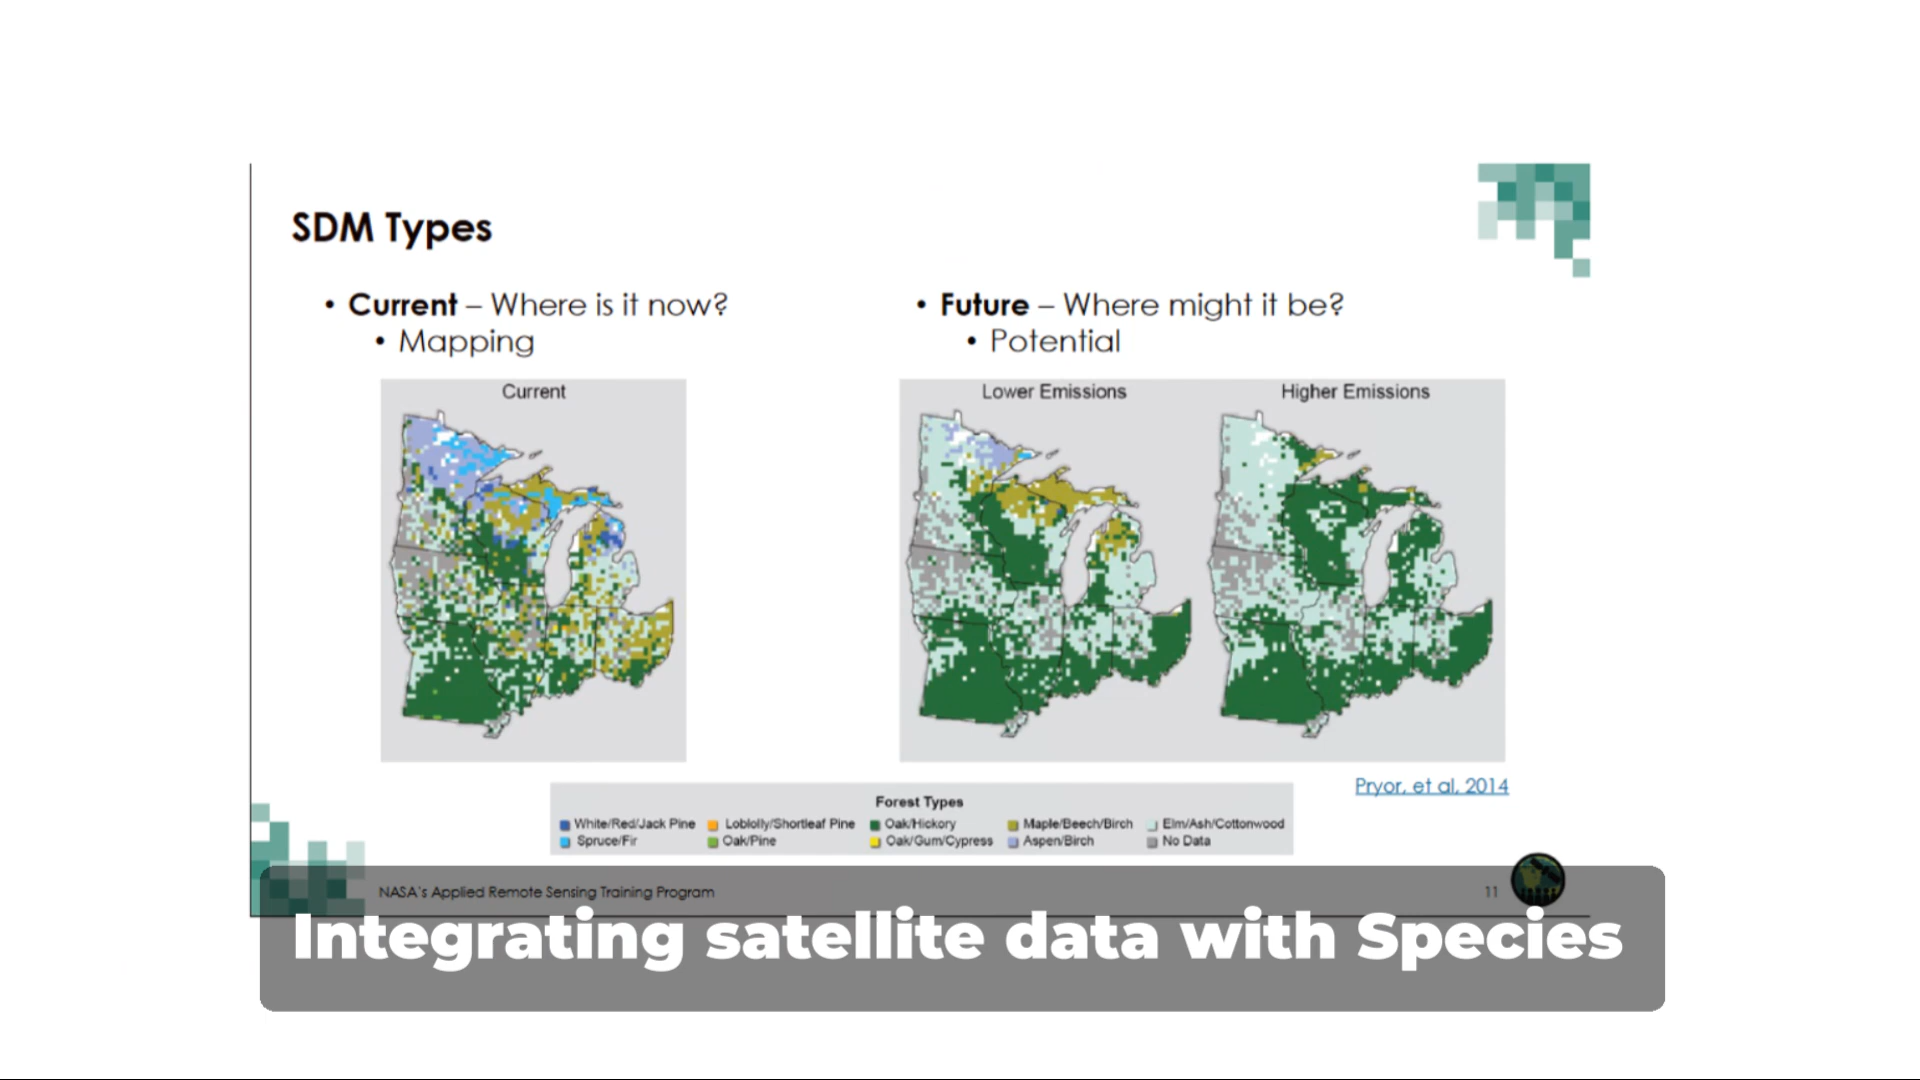 SDM Types
• Current – Where is it now?
• Mapping
• Future – Where might it be?
• Potential
Current
Lower Emissions
Higher Emissions
Pryor, et al, 2014
Forest Types
White/Red/Jack Pine
Loblolly/Shortleaf Pine
Oak/Hickory
Maple/Beech/Birch
Elm/Ash/Cottonwood
Spruce/Fir
Oak/Pine
Oak/Gum/Cypress
Aspen/Birch
No Data
NASA's Applied Remote Sensing Training Program
11
Integrating satellite data with Species